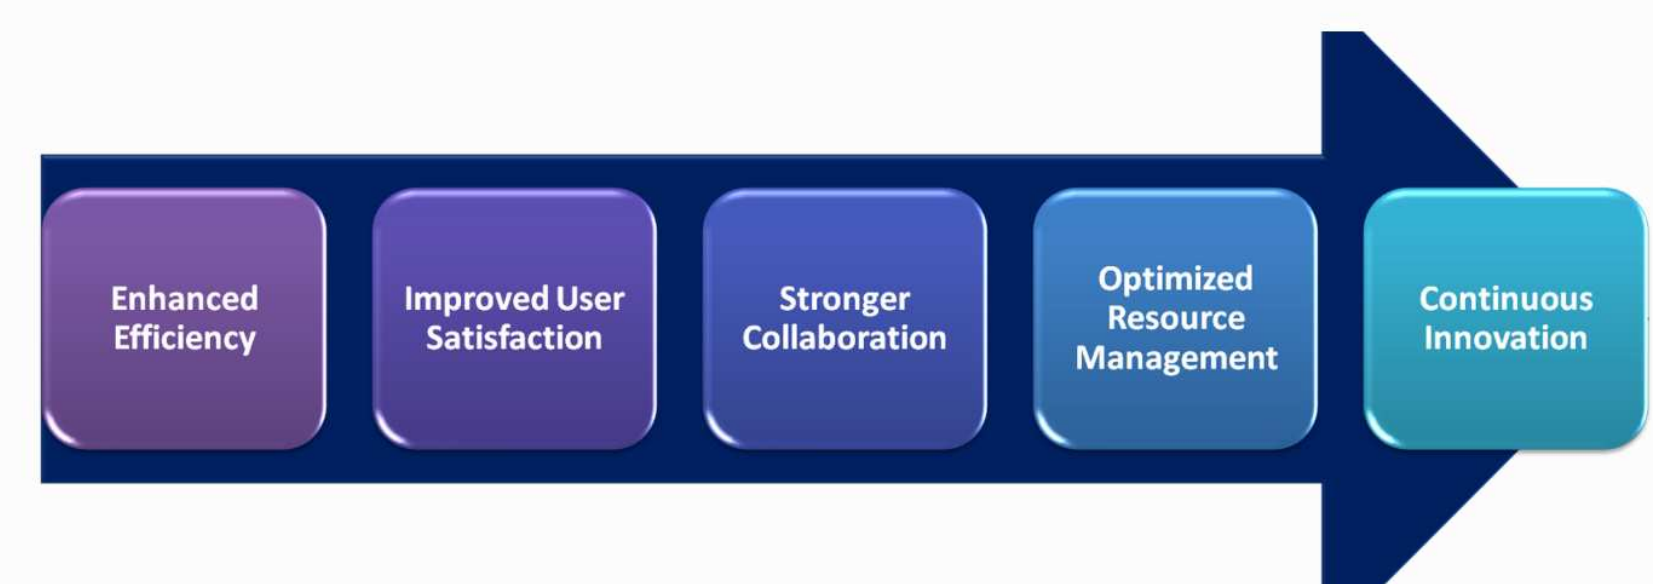 Enhanced
Efficiency
Improved User
Satisfaction
Stronger
Collaboration
Optimized
Resource
Management
Continuous
Innovation